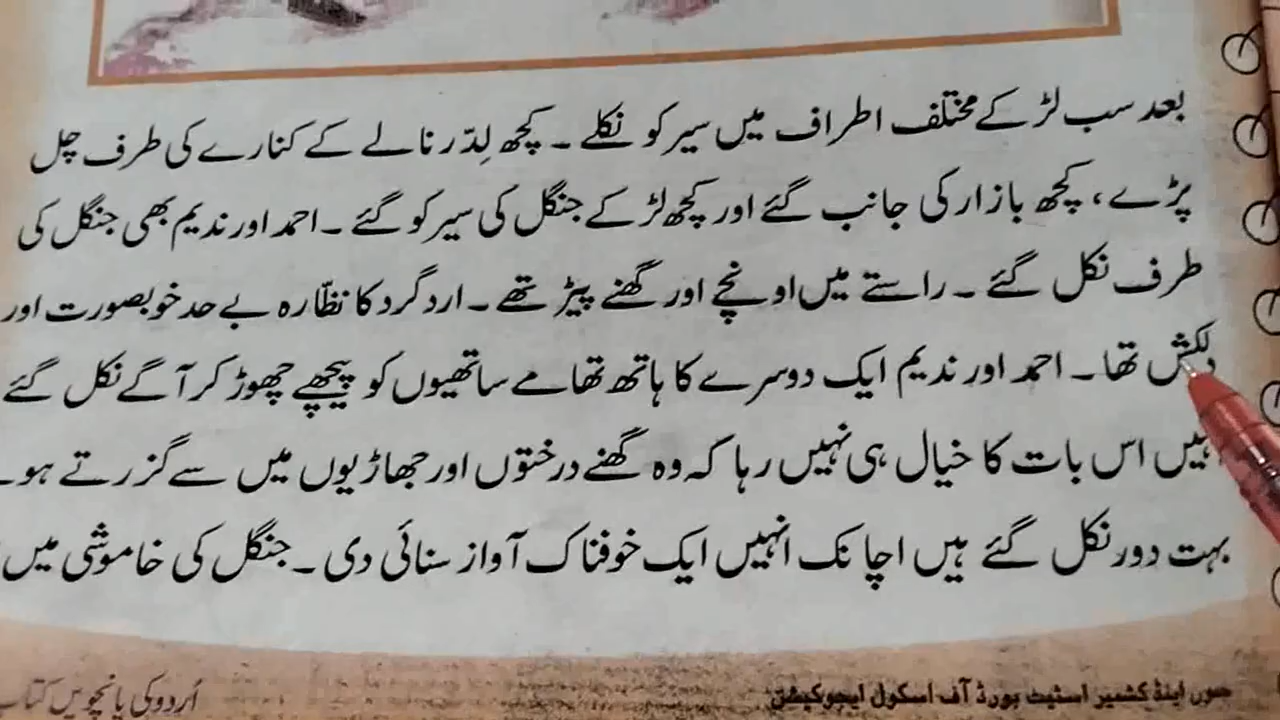 بعد سب لڑکے مختلف اطراف میں سیر کو نکلے ۔ کچھ لِدّر نالے کے کنارے کی طرف چل
پڑے، کچھ بازار کی جانب گئے اور کچھ لڑکے جنگل کی سیر کو گئے ۔ احمد اور ندیم بھی جنگل کی
طرف نکل گئے ۔ راستے میں اونچے اور گھنے پیڑ تھے ۔ ارد گرد کا نظّارہ بے حد خوبصورت اور
دلکش تھا ۔ احمد اور ندیم ایک دوسرے کا ہاتھ تھامے ساتھیوں کو پیچھے چھوڑ کر آگے نکل گئے
اس بات کا خیال ہی نہیں رہا کہ وہ گھنے درختوں اور جھاڑیوں میں سے گزرتے
بہت دور نکل گئے ہیں اچانک انہیں ایک خوفناک آواز سنائی دی ۔ جنگل کی خاموشی میں
جموں اینڈ کشمیر اسٹیٹ بورڈ آف اسکول ایجوکیشن
اُردو کی پانچویں کتاب